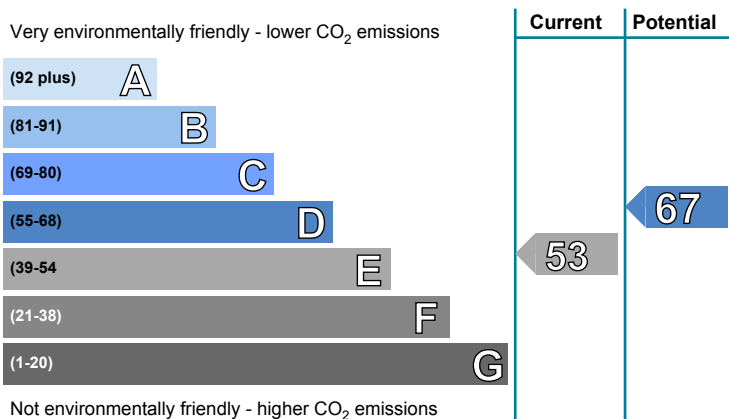 Very environmentally friendly - lower CO₂ emissions
Current
Potential
(92 plus) A
(81-91) B
(69-80) C
(55-68) D
67
(39-54 E
53
(21-38) F
(1-20) G
Not environmentally friendly - higher CO₂ emissions